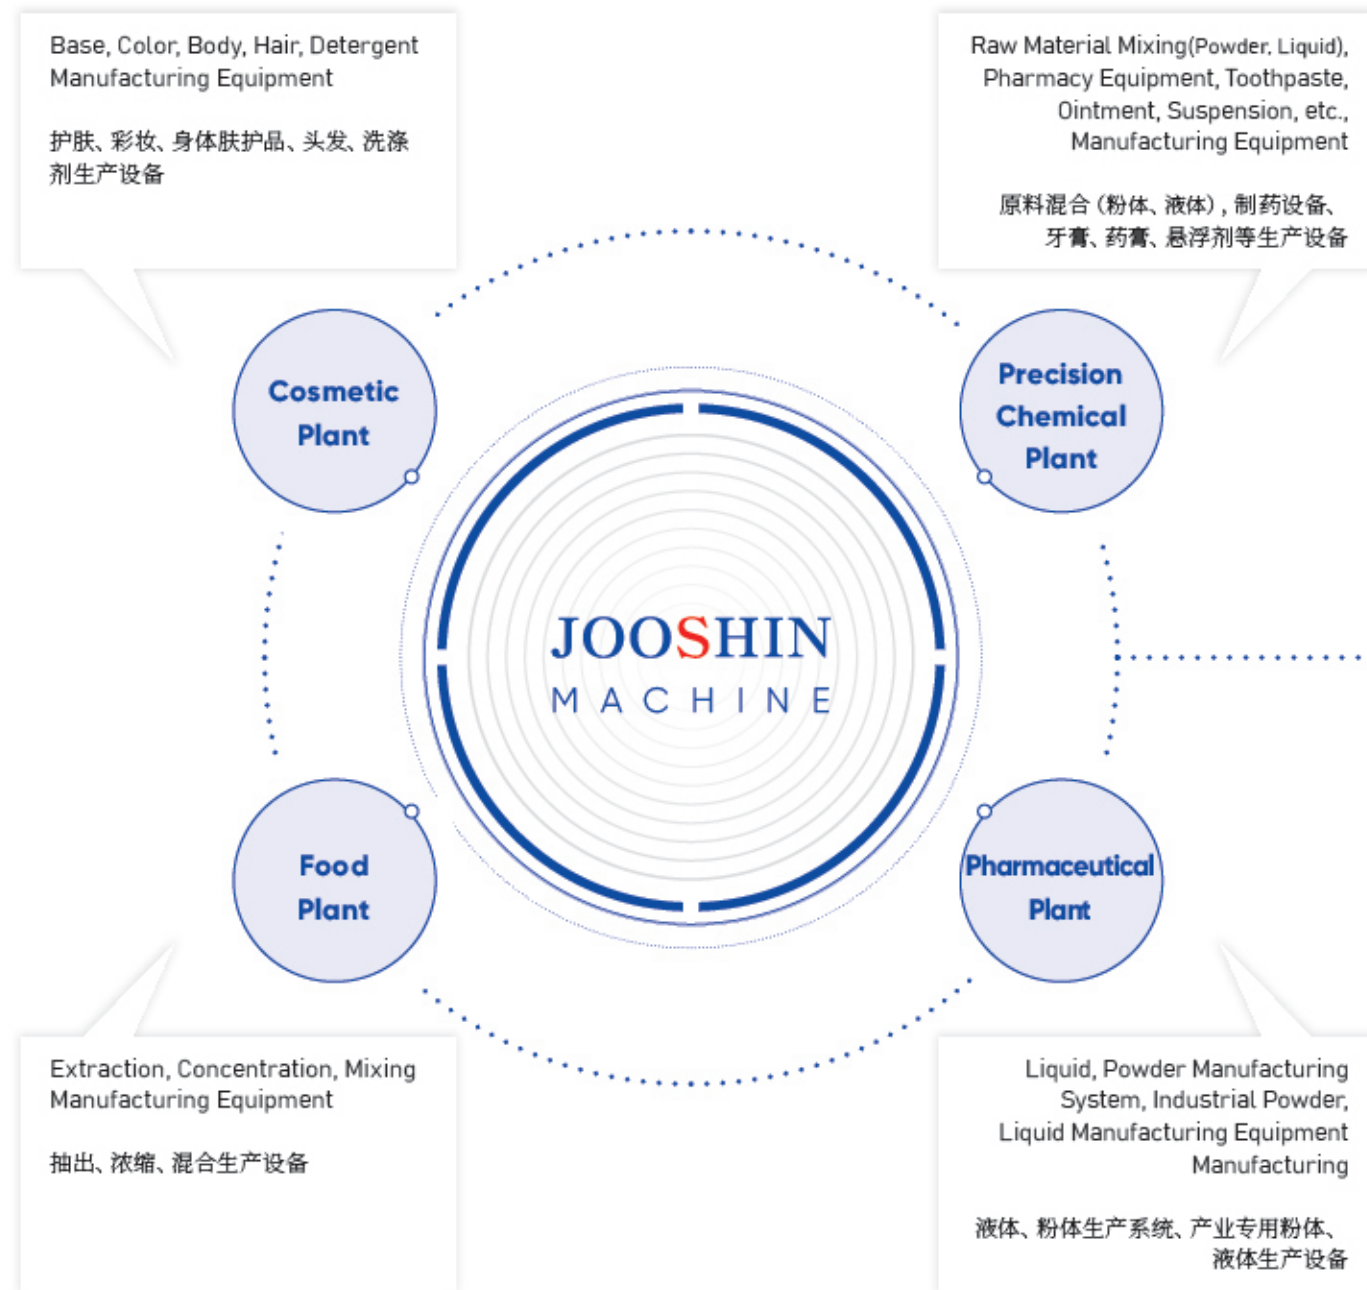 Base, Color, Body, Hair, Detergent
Manufacturing Equipment
护肤、彩妆、身体肤护品、头发、洗涤
剂生产设备
Raw Material Mixing(Powder, Liquid),
Pharmacy Equipment, Toothpaste,
Ointment, Suspension, etc.,
Manufacturing Equipment
原料混合（粉体、液体）, 制药设备、
牙膏、药膏、悬浮剂等生产设备
Cosmetic
Plant
Precision
Chemical
Plant
JOOSHIN
MACHINE
Food
Plant
Pharmaceutical
Plant
Extraction, Concentration, Mixing
Manufacturing Equipment
抽出、浓缩、混合生产设备
Liquid, Powder Manufacturing
System, Industrial Powder,
Liquid Manufacturing Equipment
Manufacturing
液体、粉体生产系统、产业专用粉体、
液体生产设备